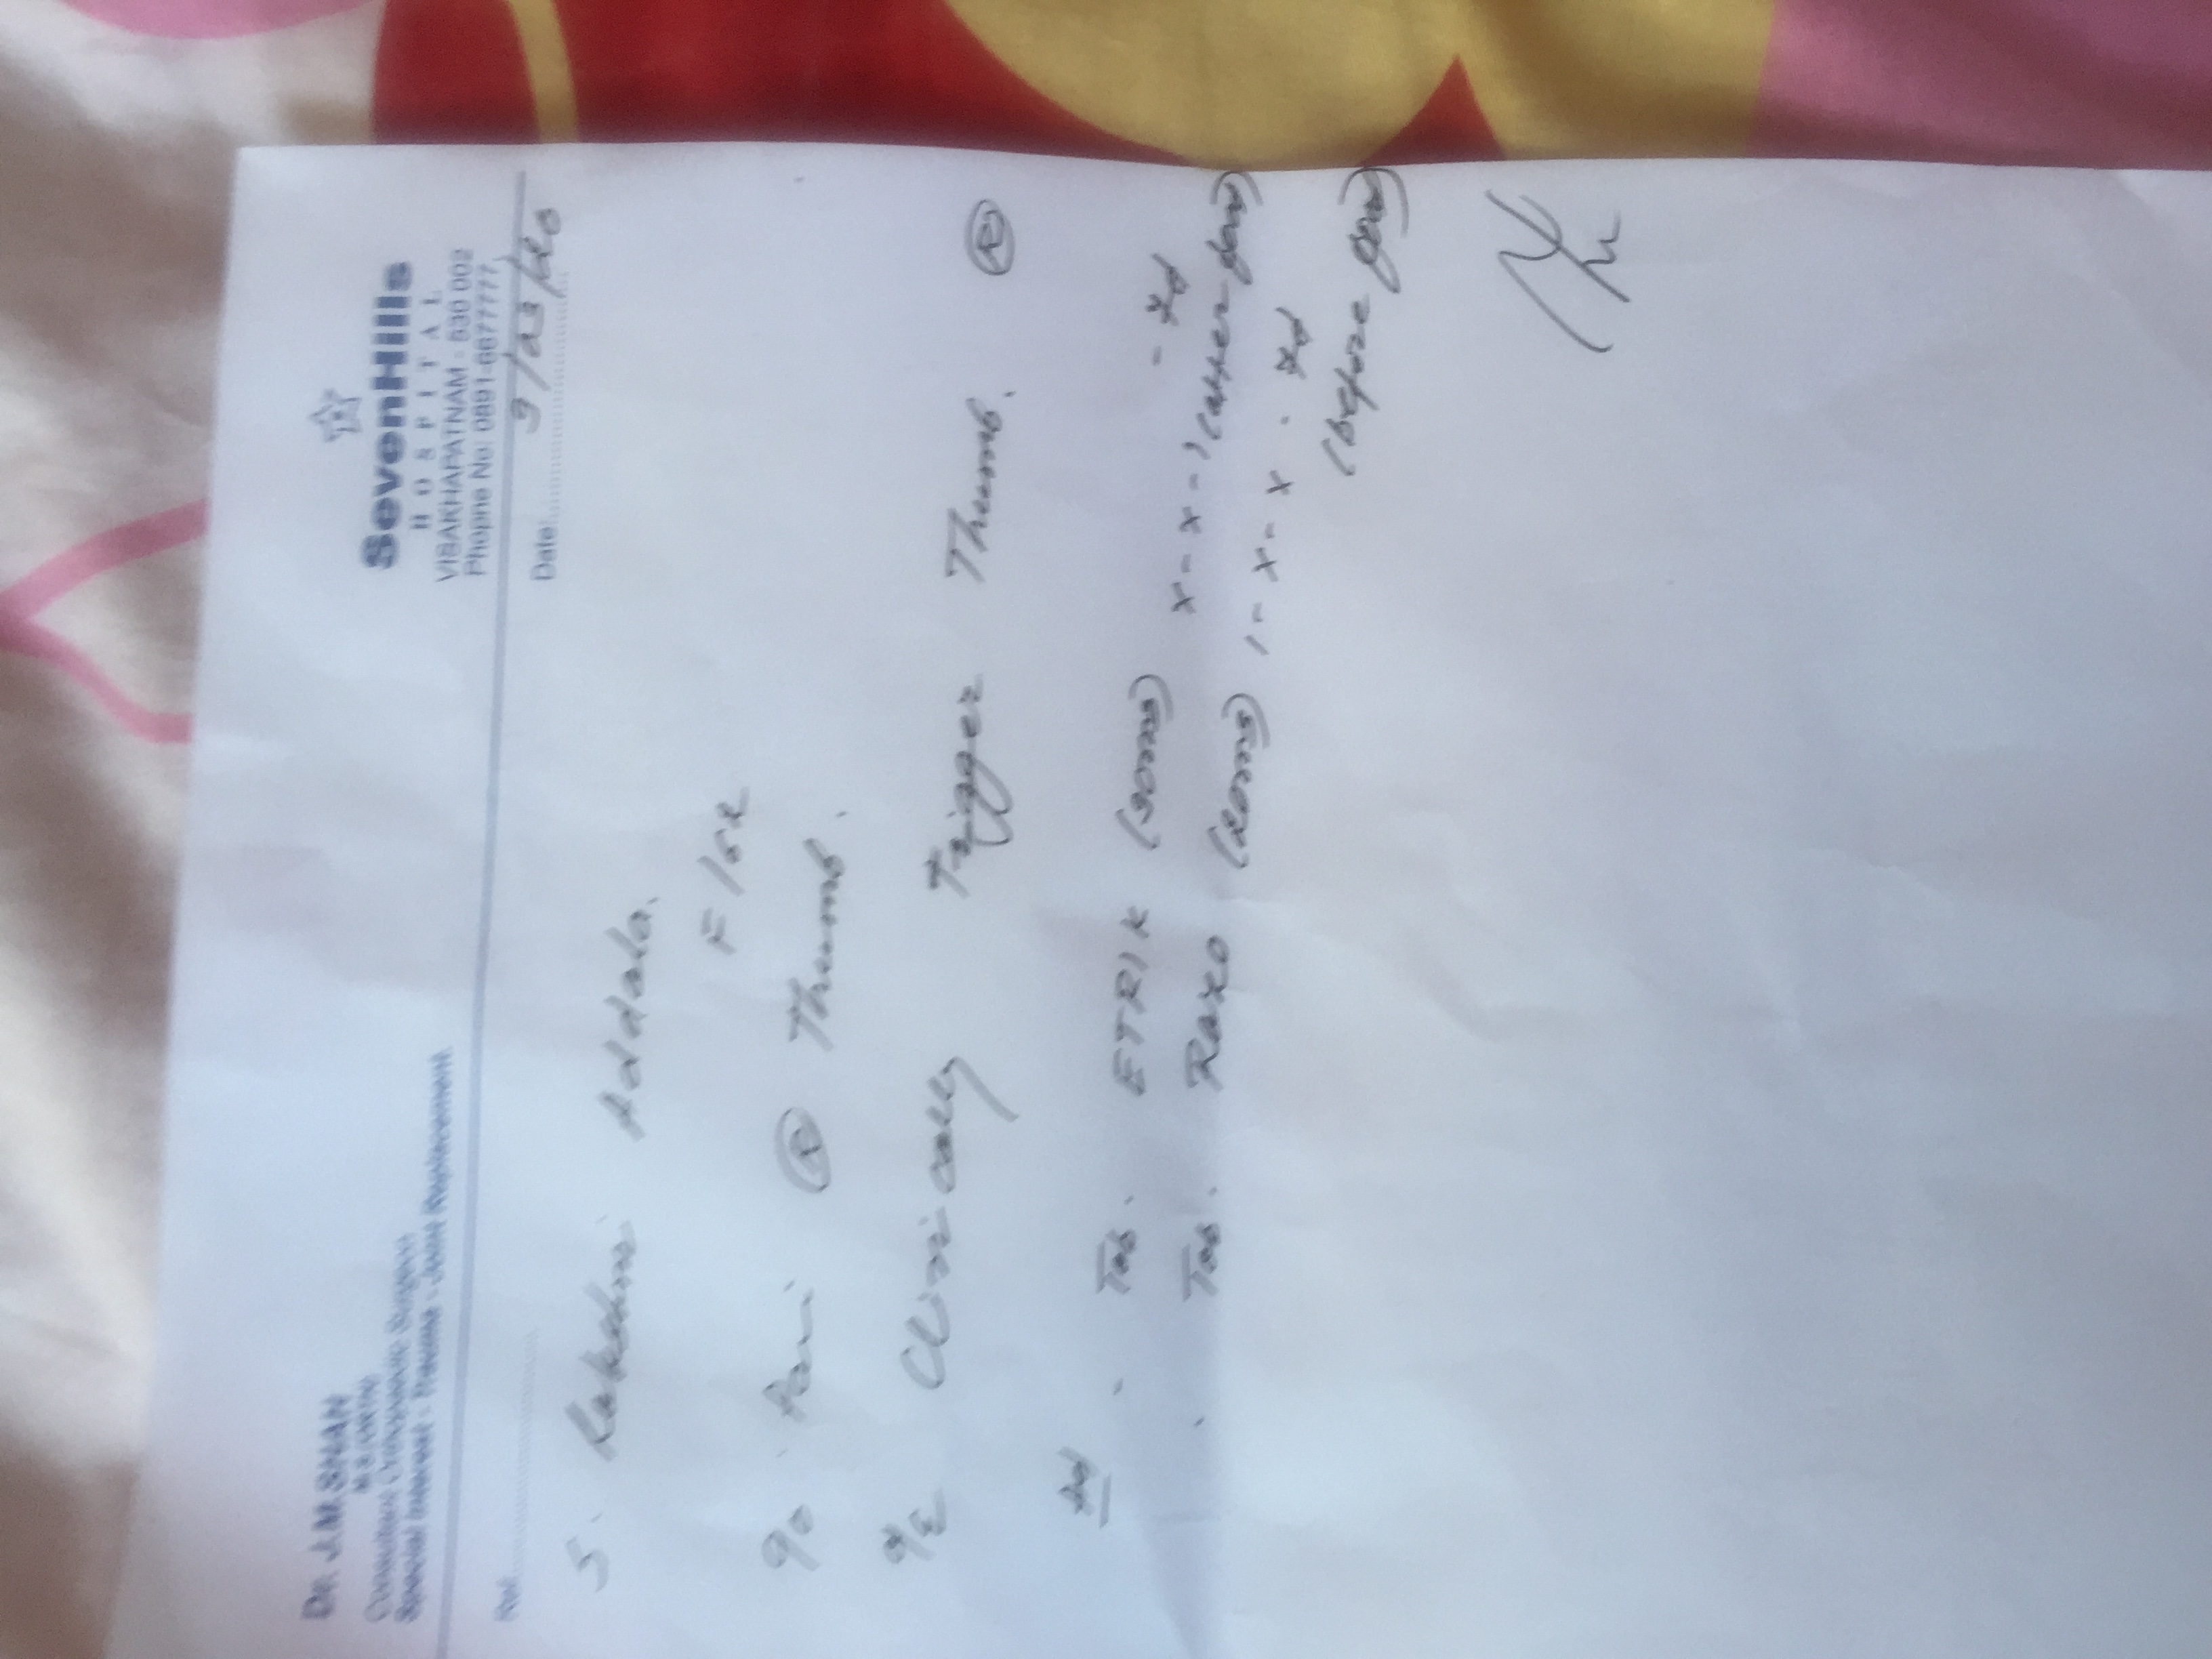 Dr. J.M.SHAN
M.S.(ORTH)
Consultant Orthopaedic Surgeon
Special Interest - Trauma - Joint Replacement.
SevenHills
HOSPITAL
VISAKHAPATNAM - 530 002
Phopne No: 0891-6677777,
Ref:
Date: 9/03/20
S. Lakshmi Addala.
F/62
C/o Pain (R) Thumb.
O/E Clinically Trigger Thumb. (R)
Ad
- Tab. ETRIK (90mg) - 7d
x - x - 1 (after food)
- Tab. RAZO (20mg) 1 - x - x - 7d
(before food)